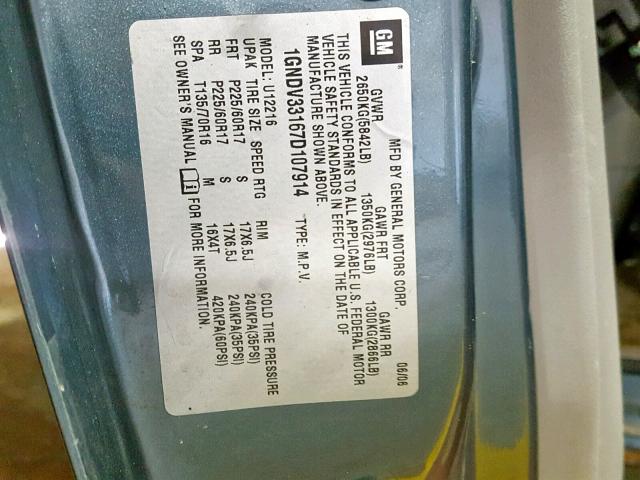 GM ® MFD BY GENERAL MOTORS CORP. 06/06
GVWR GAWR FRT GAWR RR
2650KG(5842LB) 1350KG(2976LB) 1300KG(2866LB)
THIS VEHICLE CONFORMS TO ALL APPLICABLE U.S. FEDERAL MOTOR
VEHICLE SAFETY STANDARDS IN EFFECT ON THE DATE OF
MANUFACTURE SHOWN ABOVE.
1GNDV33167D107914 TYPE: M.P.V.
MODEL: U12216
UPAK TIRE SIZE SPEED RTG RIM COLD TIRE PRESSURE
FRT P225/60R17 S 17X6.5J 240KPA(35PSI)
RR P225/60R17 S 17X6.5J 240KPA(35PSI)
SPA T135/70R16 M 16X4T 420KPA(60PSI)
SEE OWNER'S MANUAL i FOR MORE INFORMATION.